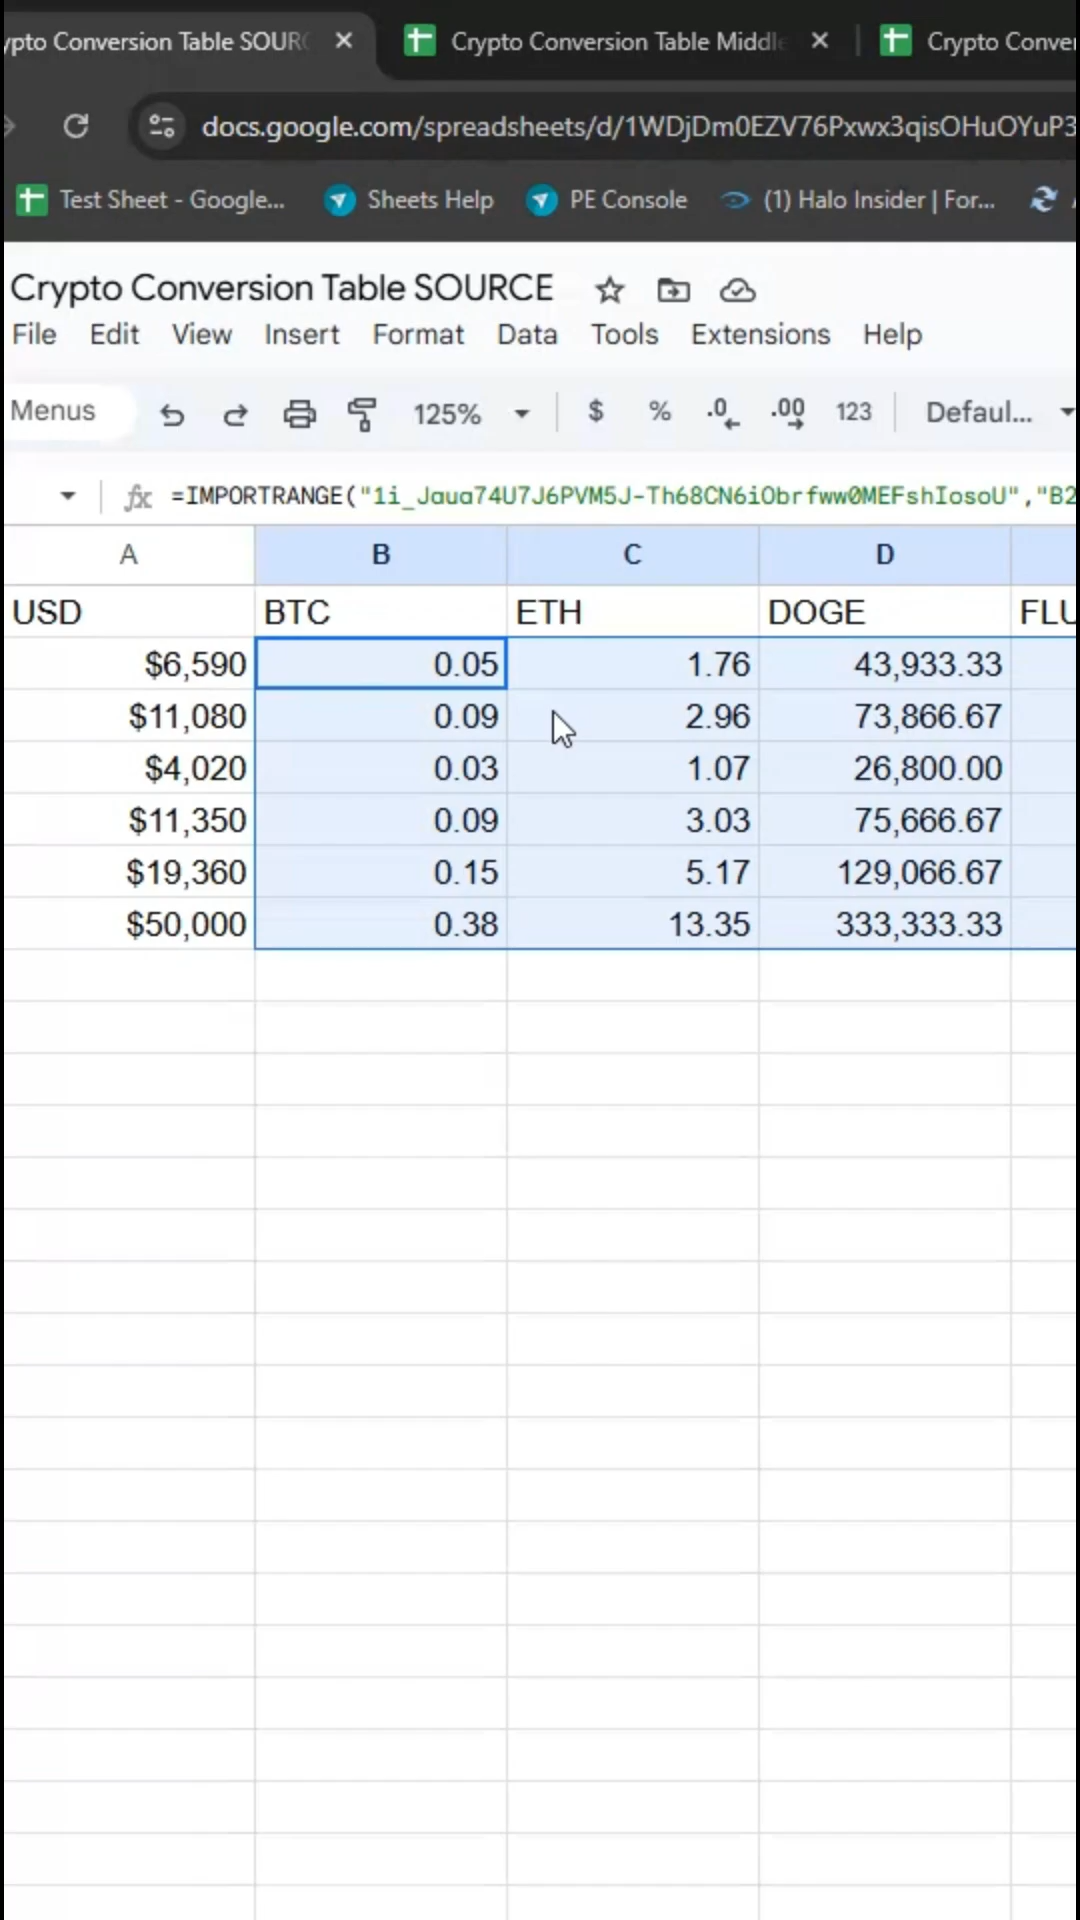 ypto Conversion Table SOUR Crypto Conversion Table Middle Crypto Conve
docs.google.com/spreadsheets/d/1WDjDm0EZV76Pxwx3qisOHuOYuP3
Test Sheet - Google... Sheets Help PE Console (1) Halo Insider | For...
Crypto Conversion Table SOURCE
File Edit View Insert Format Data Tools Extensions Help
Menus 125% $ % .0 .00 123 Defaul...
fx =IMPORTRANGE("1i_Jaua74U7J6PVM5J-Th68CN6iObrfww0MEFshIosoU","B2
A B C D
USD BTC ETH DOGE FLU
$6,590 0.05 1.76 43,933.33
$11,080 0.09 2.96 73,866.67
$4,020 0.03 1.07 26,800.00
$11,350 0.09 3.03 75,666.67
$19,360 0.15 5.17 129,066.67
$50,000 0.38 13.35 333,333.33